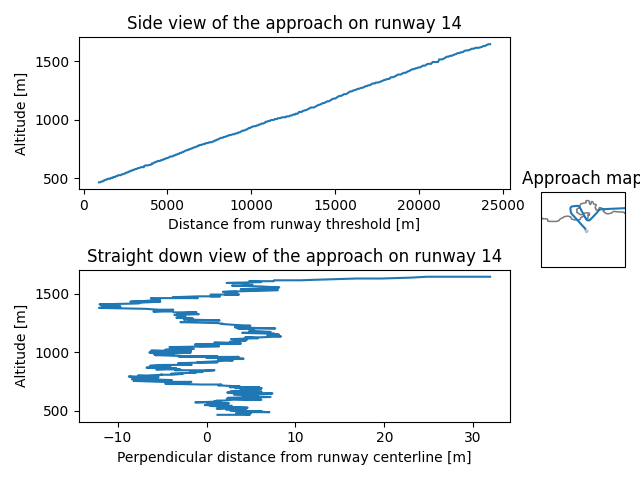 Side view of the approach on runway 14
Altitude [m]
1500
1000
500
0
5000
10000
15000
20000
25000
Distance from runway threshold [m]
Approach map
Straight down view of the approach on runway 14
Altitude [m]
1500
1000
500
−10
0
10
20
30
Perpendicular distance from runway centerline [m]